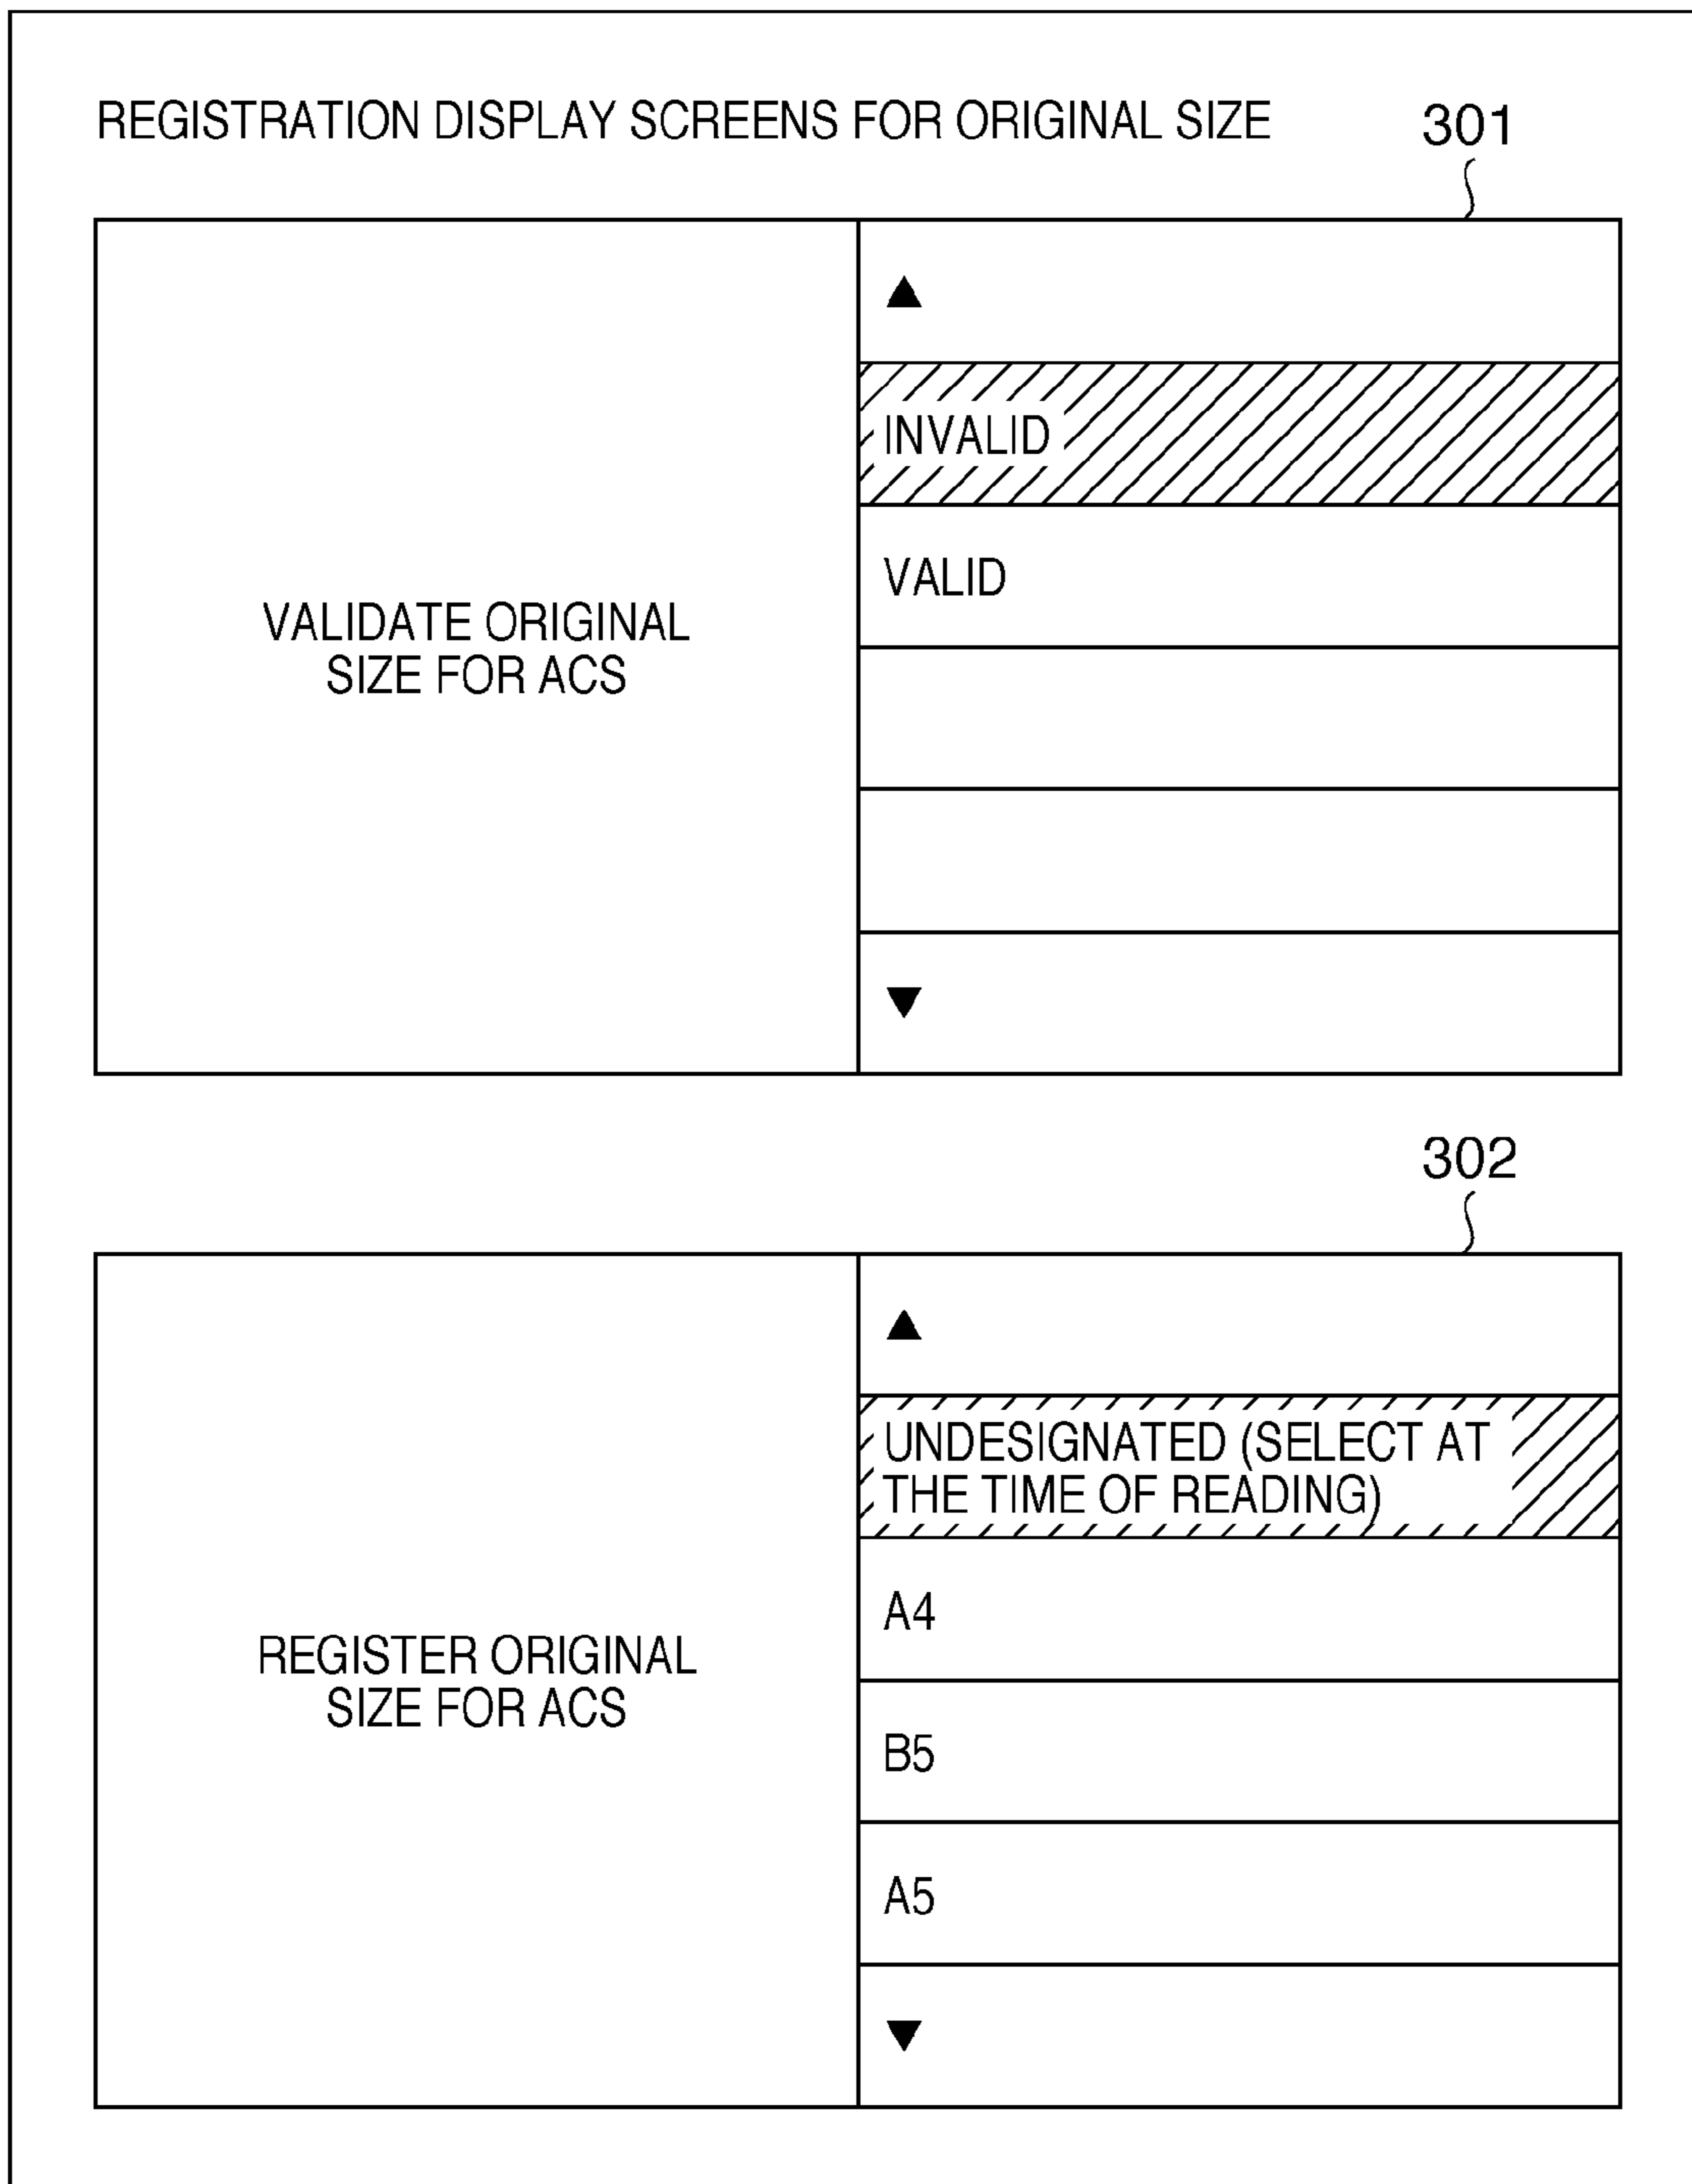 REGISTRATION DISPLAY SCREENS FOR ORIGINAL SIZE
301
VALIDATE ORIGINAL
SIZE FOR ACS
▲
INVALID
VALID
▼
302
REGISTER ORIGINAL
SIZE FOR ACS
▲
UNDESIGNATED (SELECT AT
THE TIME OF READING)
A4
B5
A5
▼